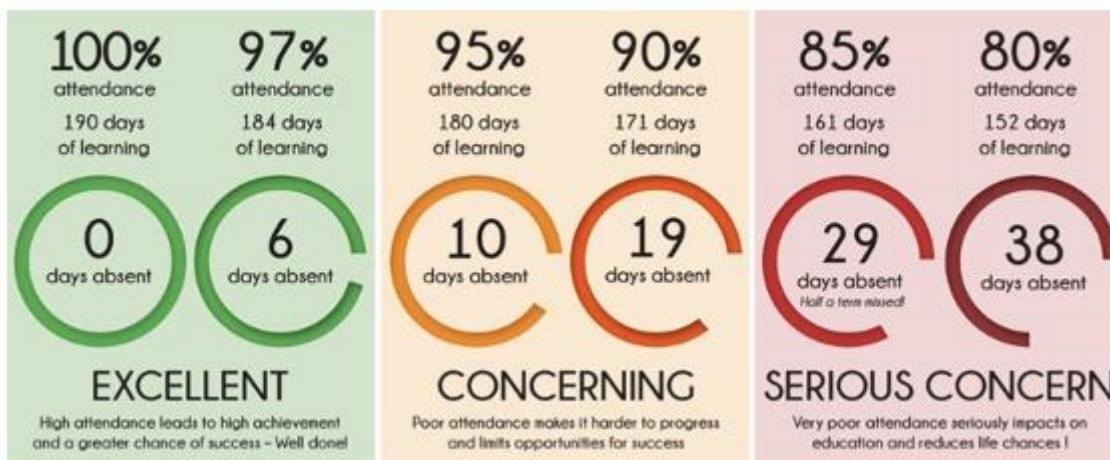 100%
attendance
190 days
of learning
0
days absent
97%
attendance
184 days
of learning
6
days absent
EXCELLENT
High attendance leads to high achievement
and a greater chance of success – Well done!
95%
attendance
180 days
of learning
10
days absent
90%
attendance
171 days
of learning
19
days absent
CONCERNING
Poor attendance makes it harder to progress
and limits opportunities for success
85%
attendance
161 days
of learning
29
days absent
Half a term missed!
80%
attendance
152 days
of learning
38
days absent
SERIOUS CONCERN
Very poor attendance seriously impacts on
education and reduces life chances !